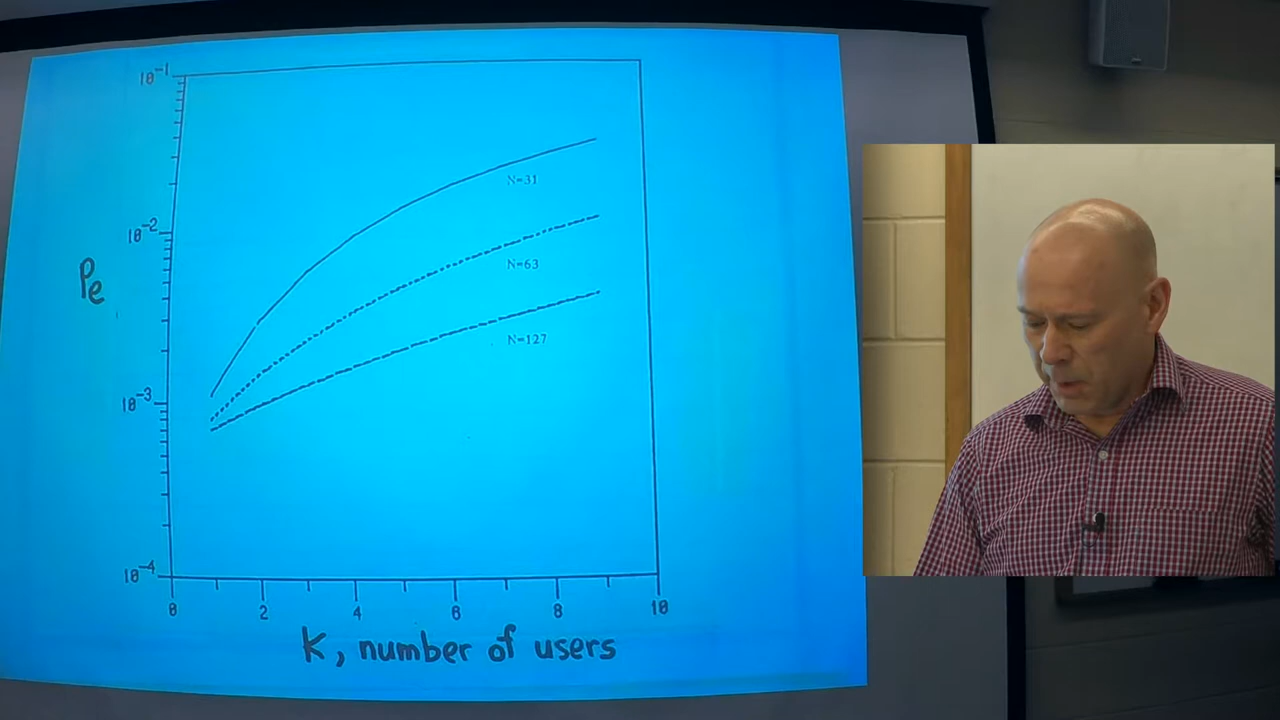 10-1
N=31
10-2
N=63
Pe
N=127
10-3
10-4
0 2 4 6 8 10
K, number of users